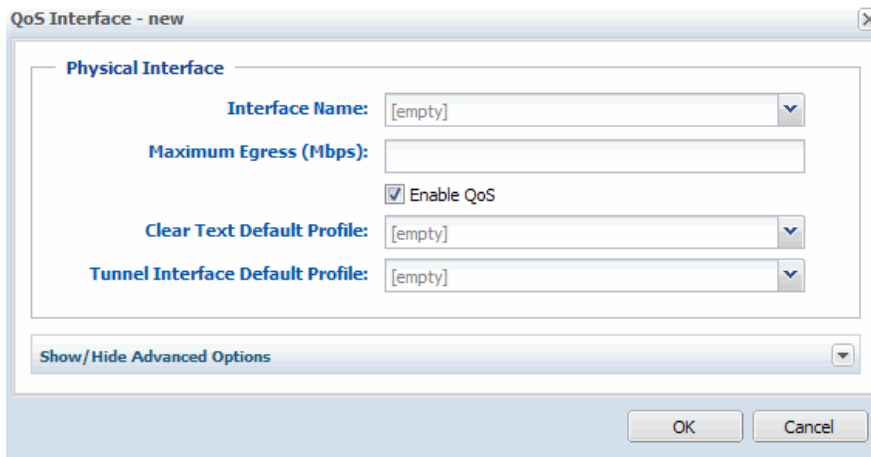 QoS Interface - new
Physical Interface
Interface Name: [empty]
Maximum Egress (Mbps):
Enable QoS
Clear Text Default Profile: [empty]
Tunnel Interface Default Profile: [empty]
Show/Hide Advanced Options
OK Cancel